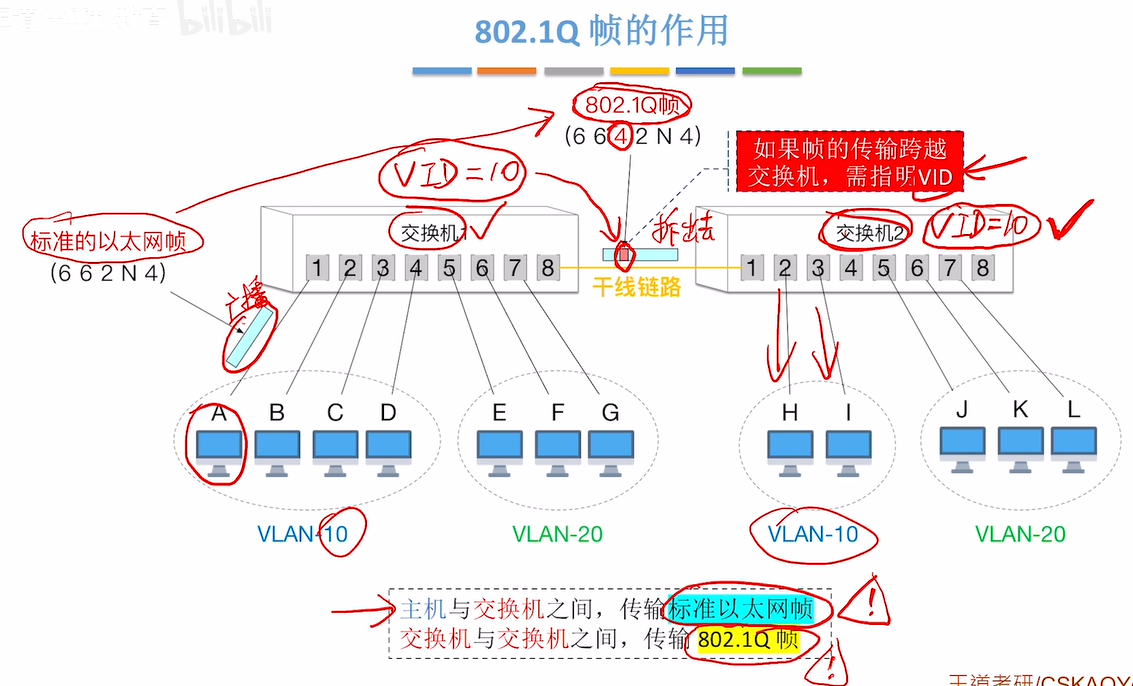 bilibili
802.1Q 帧的作用
802.1Q帧
(6 6 4 2 N 4)
如果帧的传输跨越
交换机，需指明VID
VID=10
标准的以太网帧
(6 6 2 N 4)
交换机1
拆出去
交换机2
VID=10
1 2 3 4 5 6 7 8
1 2 3 4 5 6 7 8
干线链路
广播
A B C D E F G H I J K L
VLAN-10 VLAN-20 VLAN-10 VLAN-20
主机与交换机之间，传输标准以太网帧
!
交换机与交换机之间，传输 802.1Q 帧
!
王道考研/CSKAOY